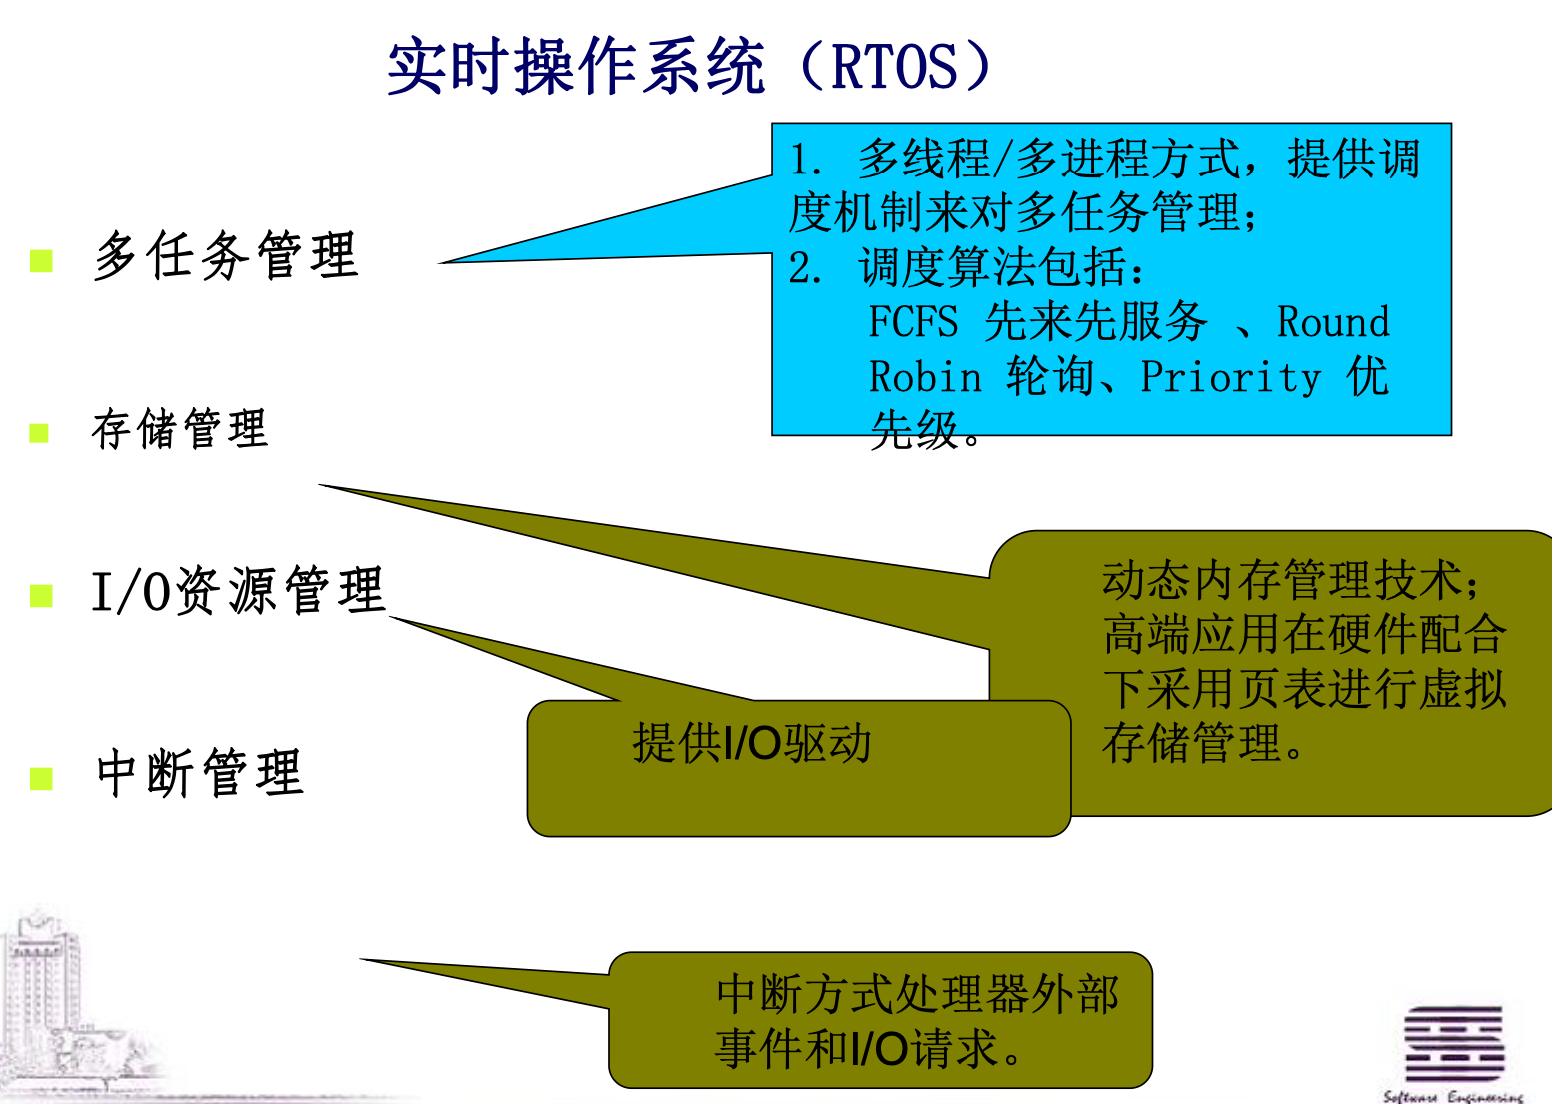 实时操作系统（RTOS）
多任务管理
1. 多线程/多进程方式，提供调
度机制来对多任务管理；
2. 调度算法包括：
FCFS 先来先服务 、Round
Robin 轮询、Priority 优
先级。
存储管理
动态内存管理技术；
高端应用在硬件配合
下采用页表进行虚拟
存储管理。
I/O资源管理
提供I/O驱动
中断管理
中断方式处理器外部
事件和I/O请求。
Software Engineering